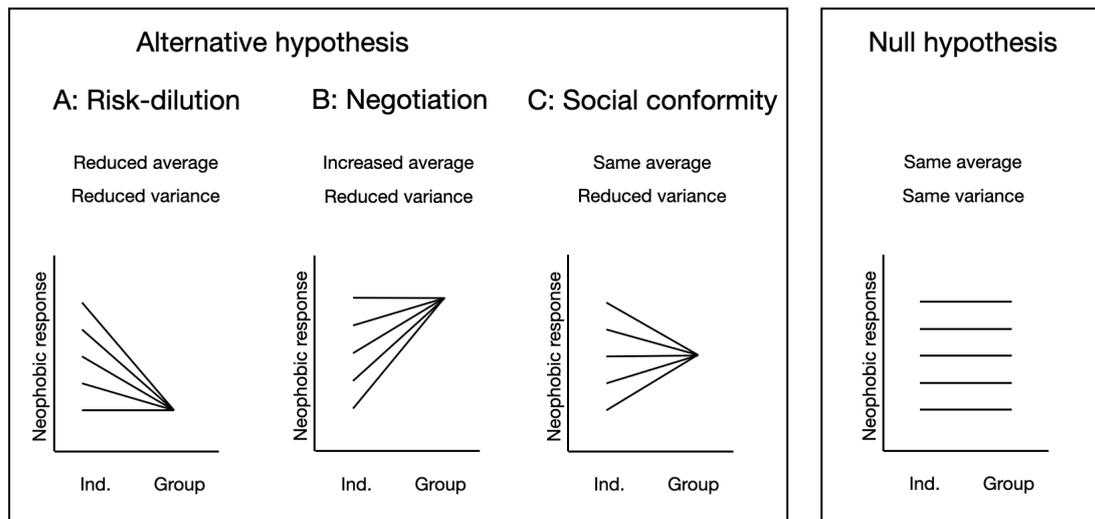 Alternative hypothesis
A: Risk-dilution
Reduced average
Reduced variance
Neophobic response
Ind.
Group
B: Negotiation
Increased average
Reduced variance
Neophobic response
Ind.
Group
C: Social conformity
Same average
Reduced variance
Neophobic response
Ind.
Group
Null hypothesis
Same average
Same variance
Neophobic response
Ind.
Group